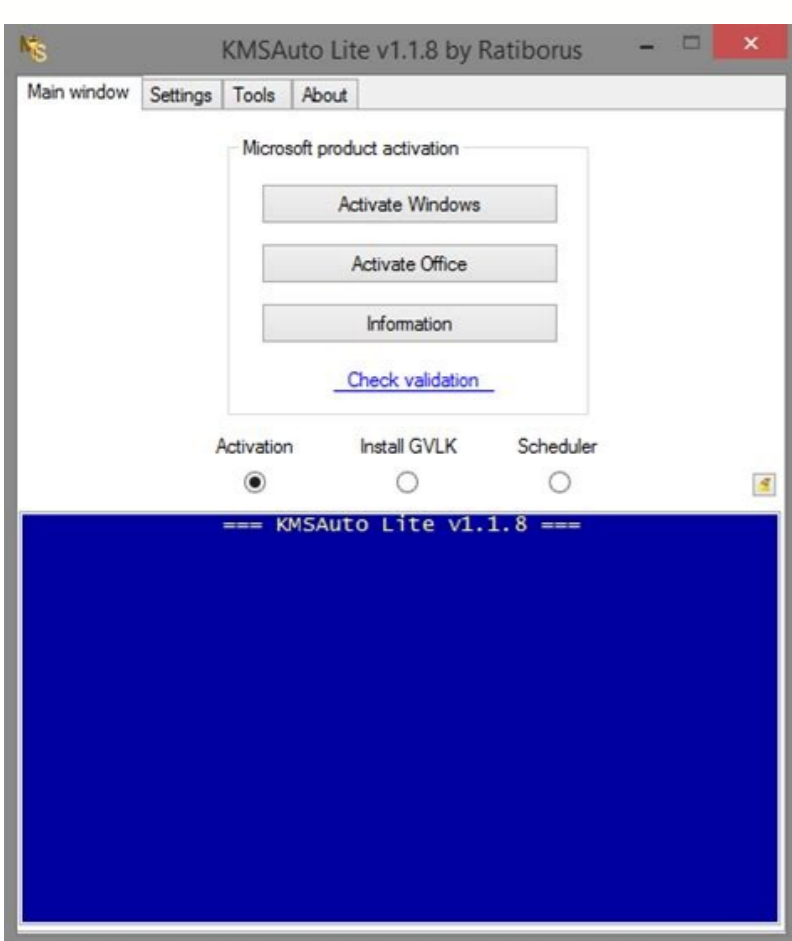 MS
KMSAuto Lite v1.1.8 by Ratiborus
Main window Settings Tools About
Microsoft product activation
Activate Windows
Activate Office
Information
Check validation
Activation Install GVLK Scheduler
=== KMSAuto Lite v1.1.8 ===